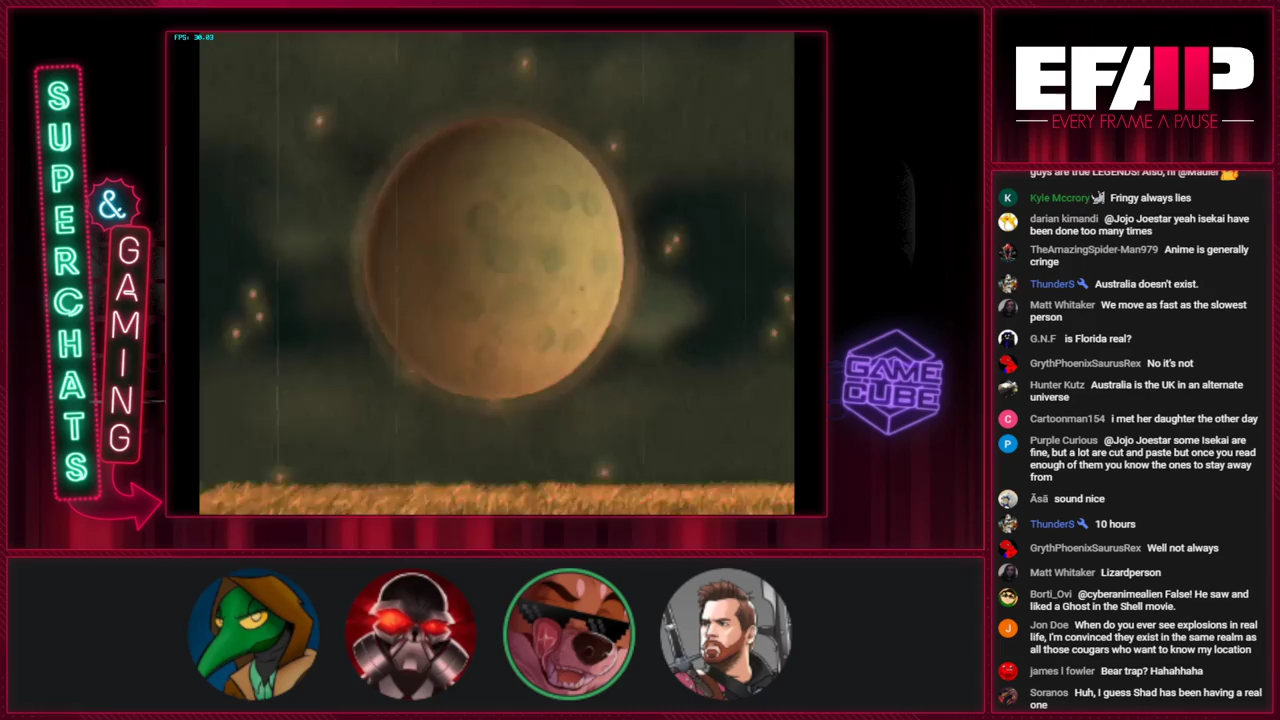 FPS: 30.03
SUPERCHATS
&
GAMING
GAME
CUBE
EFAP
EVERY FRAME A PAUSE
guys are true LEGENDS! Also, hi @Mauler
K Kyle Mccrory Fringy always lies
darian kimandi @Jojo Joestar yeah isekai have
been done too many times
TheAmazingSpider-Man979 Anime is generally
cringe
ThunderS Australia doesn't exist.
Matt Whitaker We move as fast as the slowest
person
G.N.F is Florida real?
GrythPhoenixSaurusRex No it's not
Hunter Kutz Australia is the UK in an alternate
universe
C Cartoonman154 i met her daughter the other day
P Purple Curious @Jojo Joestar some Isekai are
fine, but a lot are cut and paste but once you read
enough of them you know the ones to stay away
from
Āsā sound nice
ThunderS 10 hours
GrythPhoenixSaurusRex Well not always
Matt Whitaker Lizardperson
Borti_Ovi @cyberanimealien False! He saw and
liked a Ghost in the Shell movie.
J Jon Doe When do you ever see explosions in real
life, I'm convinced they exist in the same realm as
all those cougars who want to know my location
james l fowler Bear trap? Hahahhaha
Soranos Huh, I guess Shad has been having a real
one